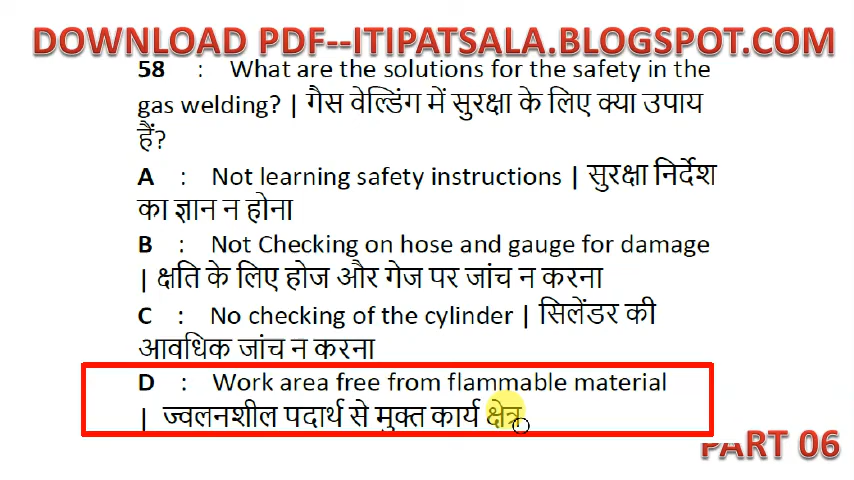 DOWNLOAD PDF--ITIPATSALA.BLOGSPOT.COM
58 : What are the solutions for the safety in the
gas welding? | गैस वेल्डिंग में सुरक्षा के लिए क्या उपाय
हैं?
A : Not learning safety instructions | सुरक्षा निर्देश
का ज्ञान न होना
B : Not Checking on hose and gauge for damage
| क्षति के लिए होज और गेज पर जांच न करना
C : No checking of the cylinder | सिलेंडर की
आवधिक जांच न करना
D : Work area free from flammable material
| ज्वलनशील पदार्थ से मुक्त कार्य क्षेत्र
PART 06